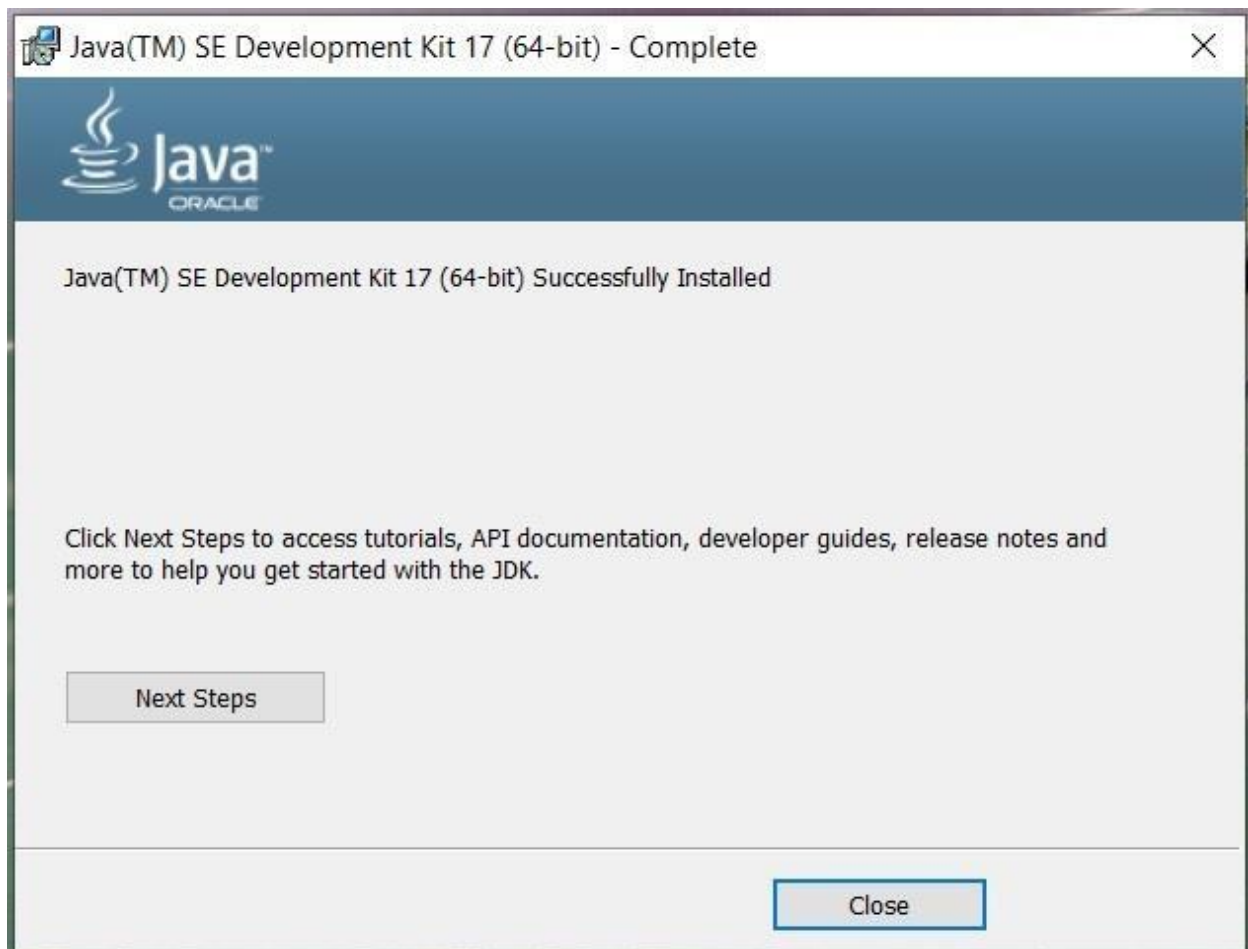 Java(TM) SE Development Kit 17 (64-bit) - Complete
Java™
ORACLE
Java(TM) SE Development Kit 17 (64-bit) Successfully Installed
Click Next Steps to access tutorials, API documentation, developer guides, release notes and
more to help you get started with the JDK.
Next Steps
Close